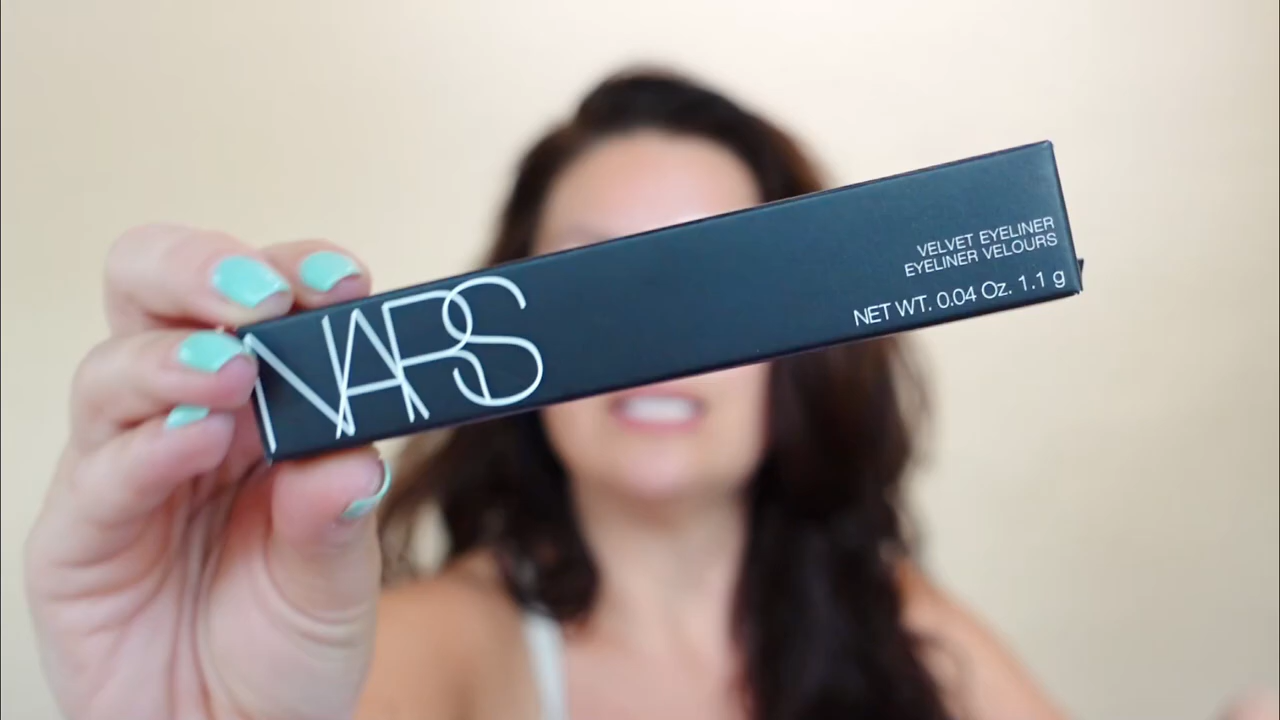 NARS
VELVET EYELINER
EYELINER VELOURS
NET WT. 0.04 Oz. 1.1 g